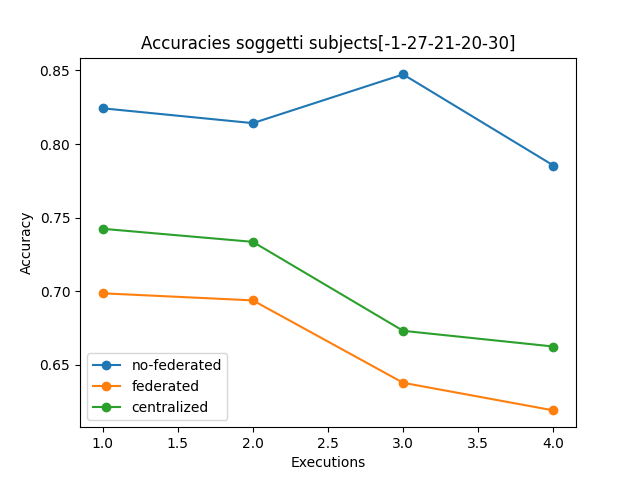 Accuracies soggetti subjects[-1-27-21-20-30]
0.85
0.80
0.75
0.70
0.65
Accuracy
no-federated
federated
centralized
1.0 1.5 2.0 2.5 3.0 3.5 4.0
Executions